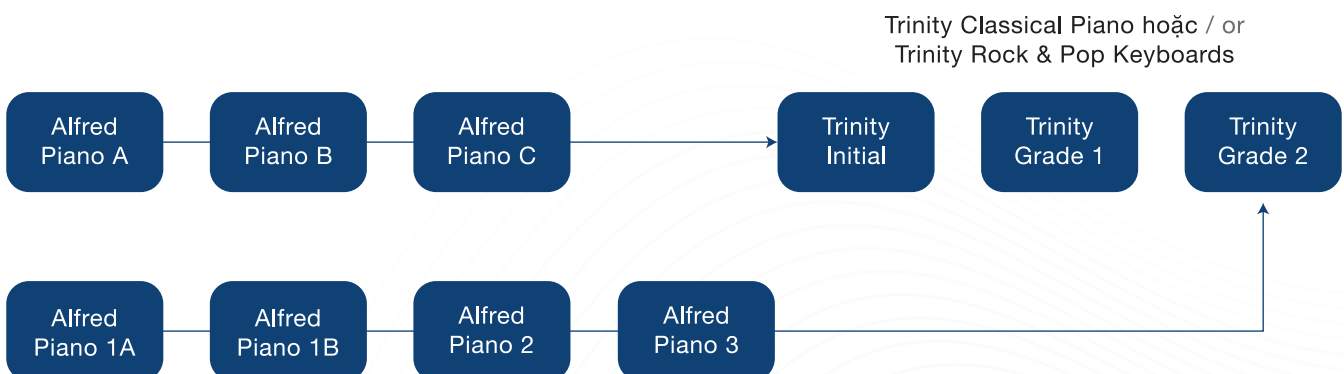 Trinity Classical Piano hoặc / or
Trinity Rock & Pop Keyboards
Alfred
Piano A
Alfred
Piano B
Alfred
Piano C
Trinity
Initial
Trinity
Grade 1
Trinity
Grade 2
Alfred
Piano 1A
Alfred
Piano 1B
Alfred
Piano 2
Alfred
Piano 3